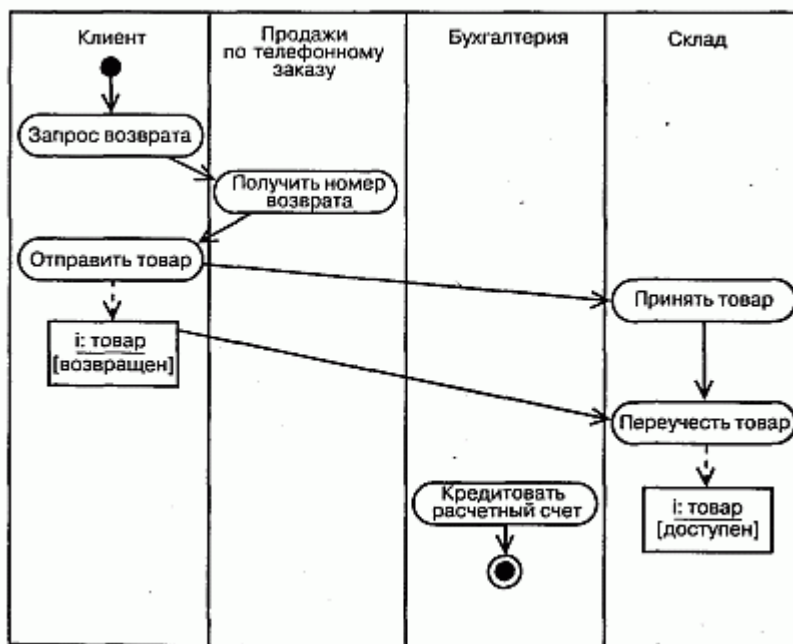 Клиент
Продажи
по телефонному
заказу
Бухгалтерия
Склад
Запрос возврата
Получить номер
возврата
Отправить товар
Принять товар
i: товар
[возвращен]
Переучесть товар
Кредитовать
расчетный счет
i: товар
[доступен]